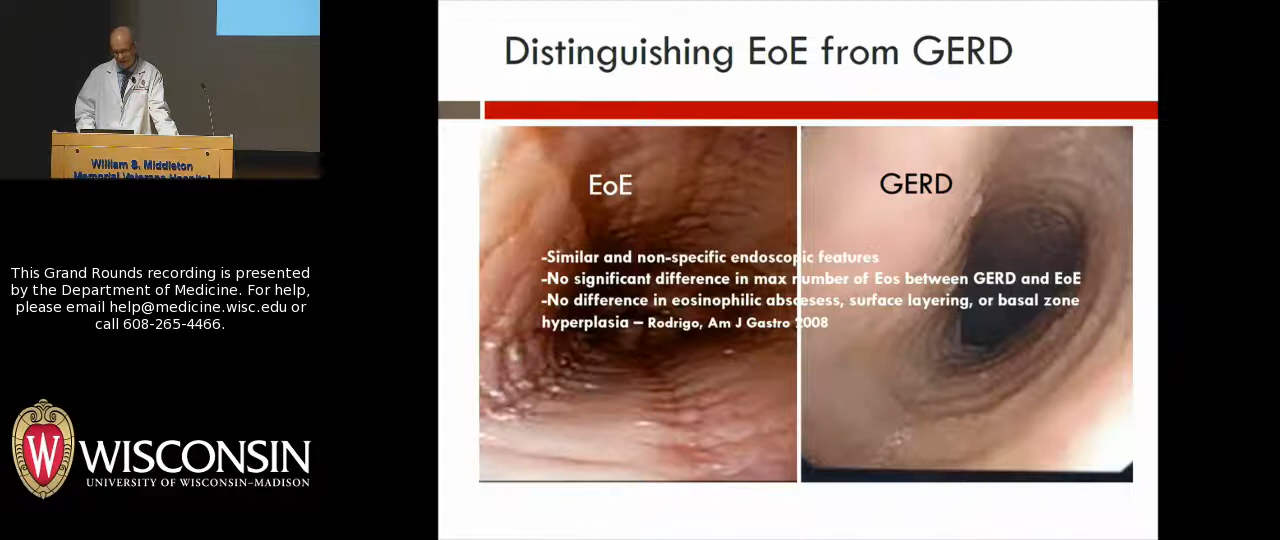 William S. Middleton
Memorial Veterans Hospital
This Grand Rounds recording is presented
by the Department of Medicine. For help,
please email help@medicine.wisc.edu or
call 608-265-4466.
W
WISCONSIN
UNIVERSITY OF WISCONSIN–MADISON
Distinguishing EoE from GERD
EoE
GERD
-Similar and non-specific endoscopic features
-No significant difference in max number of Eos between GERD and EoE
-No difference in eosinophilic abscesess, surface layering, or basal zone
hyperplasia – Rodrigo, Am J Gastro 2008